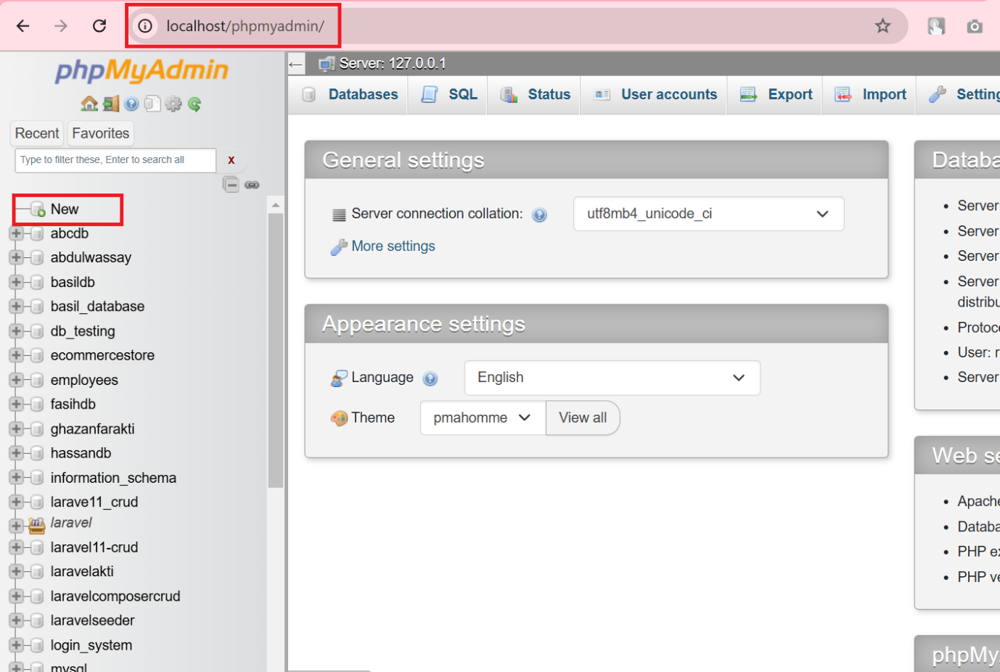 localhost/phpmyadmin/
phpMyAdmin
Recent
Favorites
Type to filter these, Enter to search all
x
New
abcdb
abdulwassay
basildb
basil_database
db_testing
ecommercestore
employees
fasihdb
ghazanfarakti
hassandb
information_schema
larave11_crud
laravel
laravel11-crud
laravelakti
laravelcomposercrud
laravelseeder
login_system
mysql
Server: 127.0.0.1
Databases
SQL
Status
User accounts
Export
Import
Setting
General settings
Server connection collation:
utf8mb4_unicode_ci
More settings
Appearance settings
Language
English
Theme
pmahomme
View all
Databa
Server
Server
Server
Server
distribu
Protoco
User: r
Server
Web se
Apache
Databa
PHP ex
PHP ve
phpMy